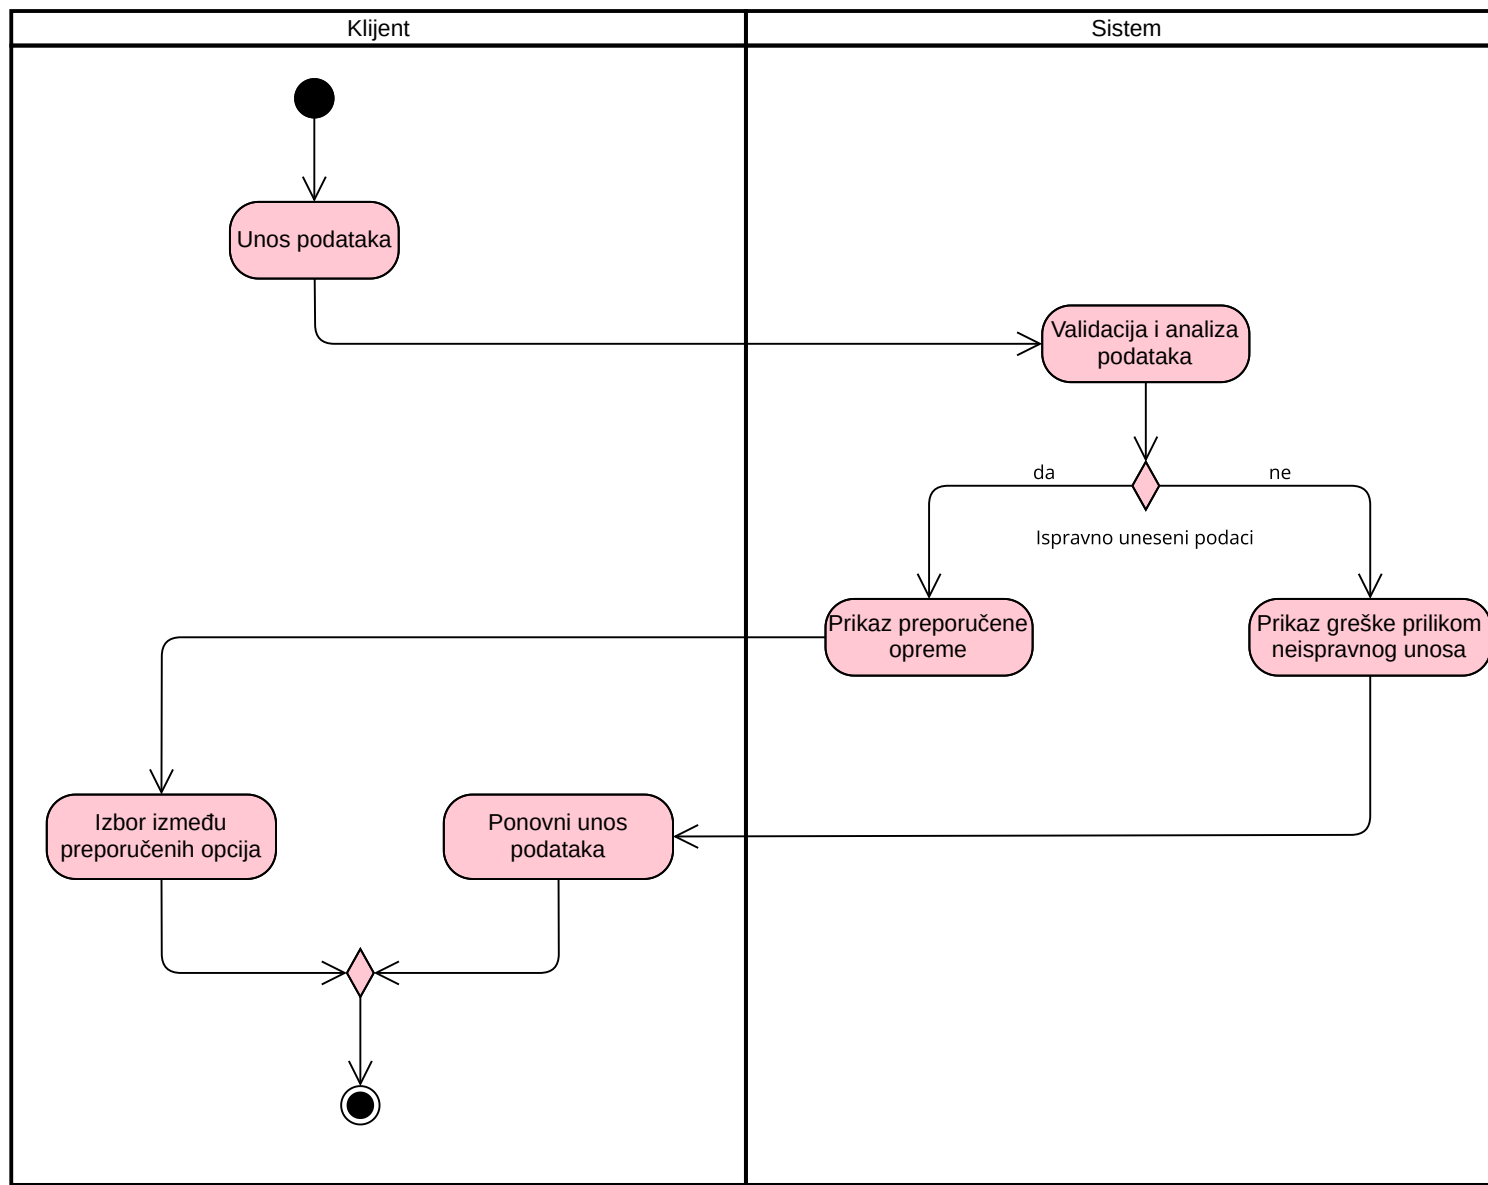 Klijent
Sistem
Unos podataka
Validacija i analiza
podataka
da
ne
Ispravno uneseni podaci
Prikaz preporučene
opreme
Prikaz greške prilikom
neispravnog unosa
Izbor između
preporučenih opcija
Ponovni unos
podataka